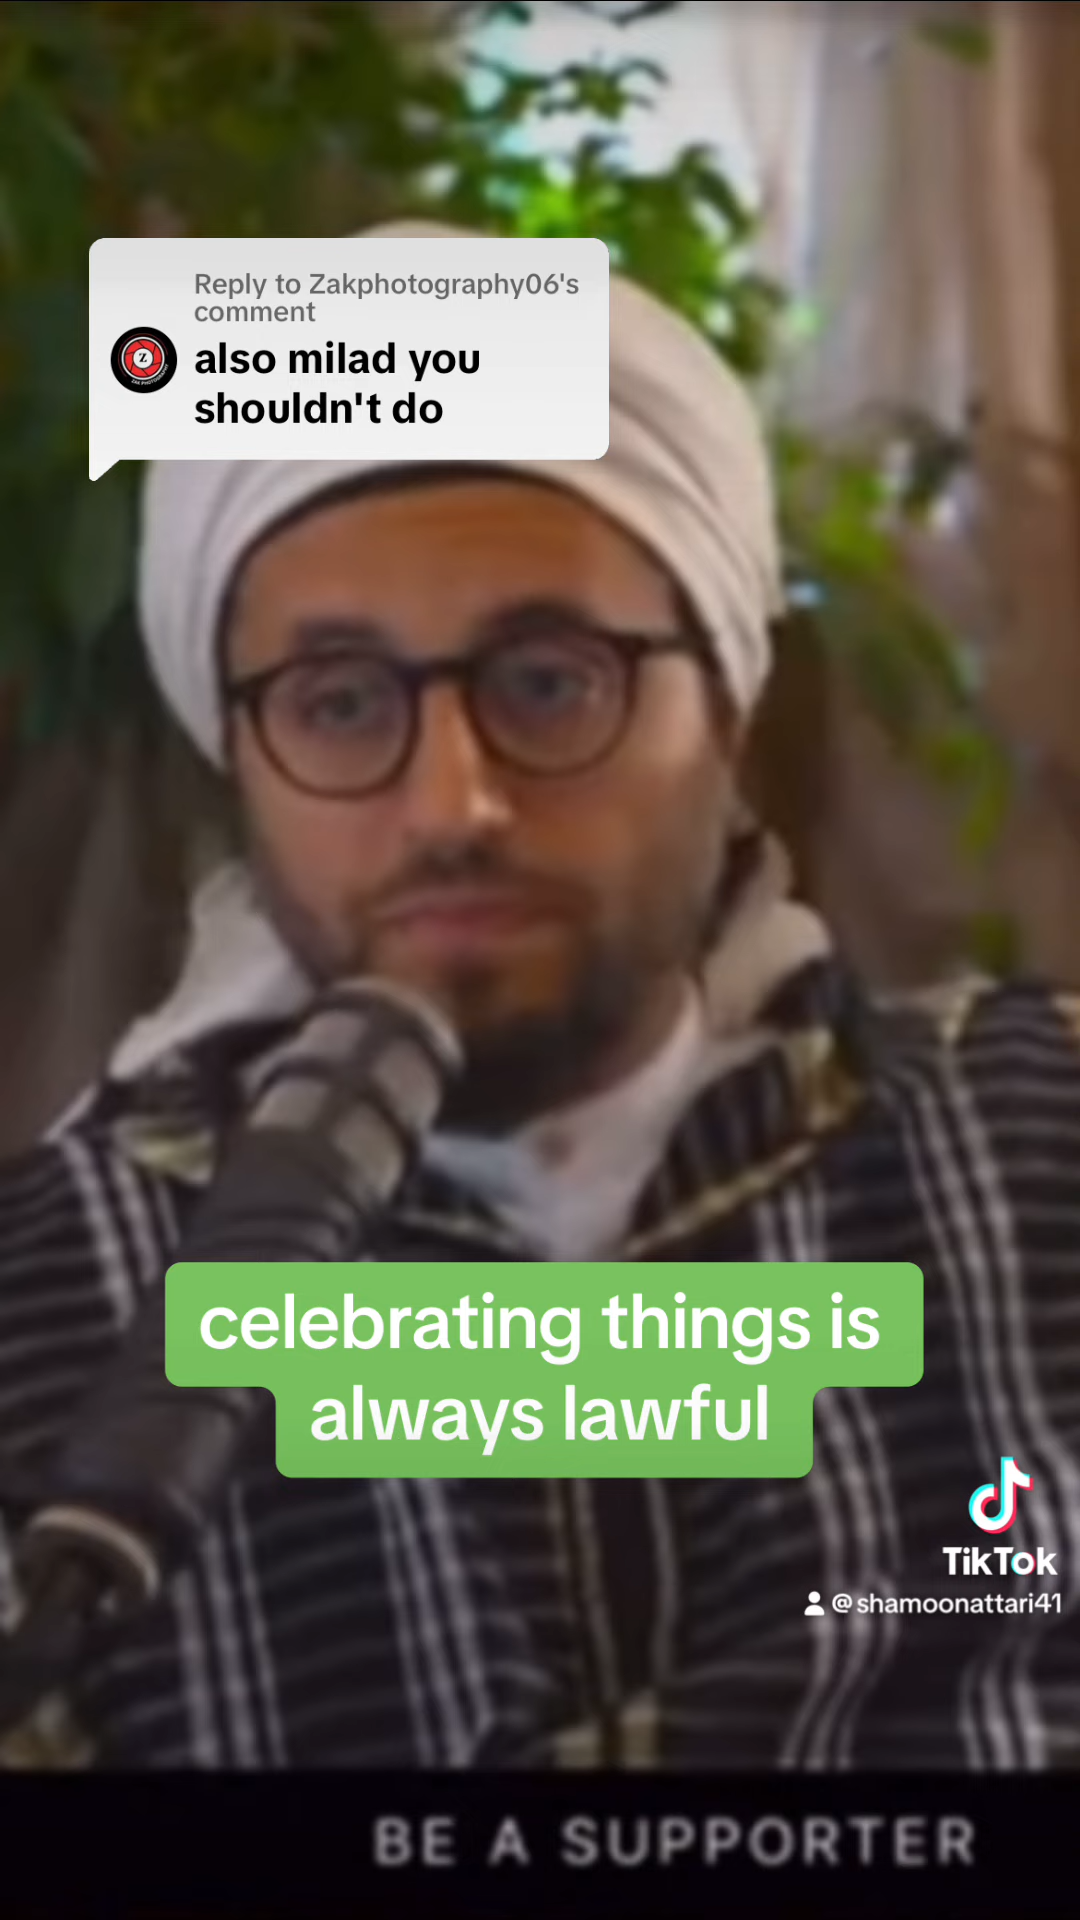 Reply to Zakphotography06's
comment
also milad you
shouldn't do
Z
celebrating things is
always lawful
TikTok
@shamoonattari41
BE A SUPPORTER